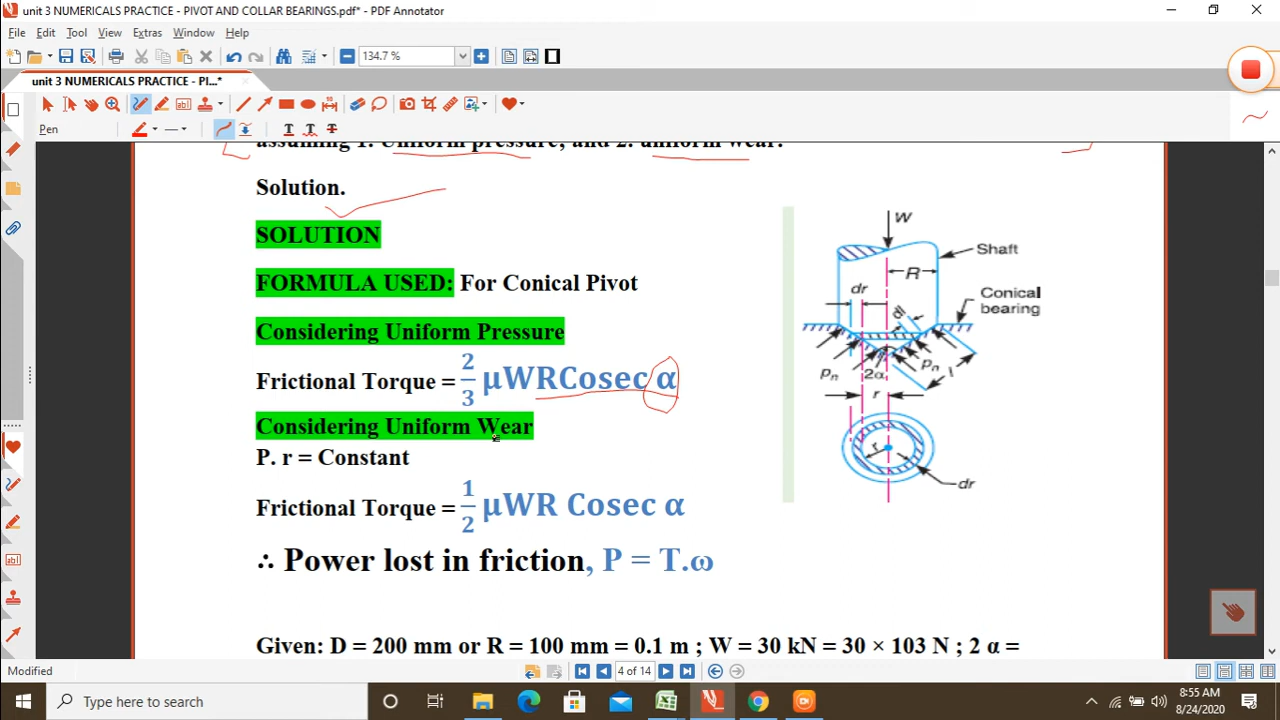 unit 3 NUMERICALS PRACTICE - PIVOT AND COLLAR BEARINGS.pdf* - PDF Annotator
File Edit Tool View Extras Window Help
134.7 %
unit 3 NUMERICALS PRACTICE - PI...*
Pen
assuming 1. Uniform pressure, and 2. uniform wear.
Solution.
SOLUTION
FORMULA USED: For Conical Pivot
Considering Uniform Pressure
Frictional Torque = 2/3 μWRCosec α
Considering Uniform Wear
P. r = Constant
Frictional Torque = 1/2 μWR Cosec α
∴ Power lost in friction, P = T.ω
Given: D = 200 mm or R = 100 mm = 0.1 m ; W = 30 kN = 30 × 103 N ; 2 α =
W
Shaft
R
dr
dl
Conical
bearing
pn
2α
pn
l
r
r
dr
Modified
4 of 14
Type here to search
8:55 AM
8/24/2020